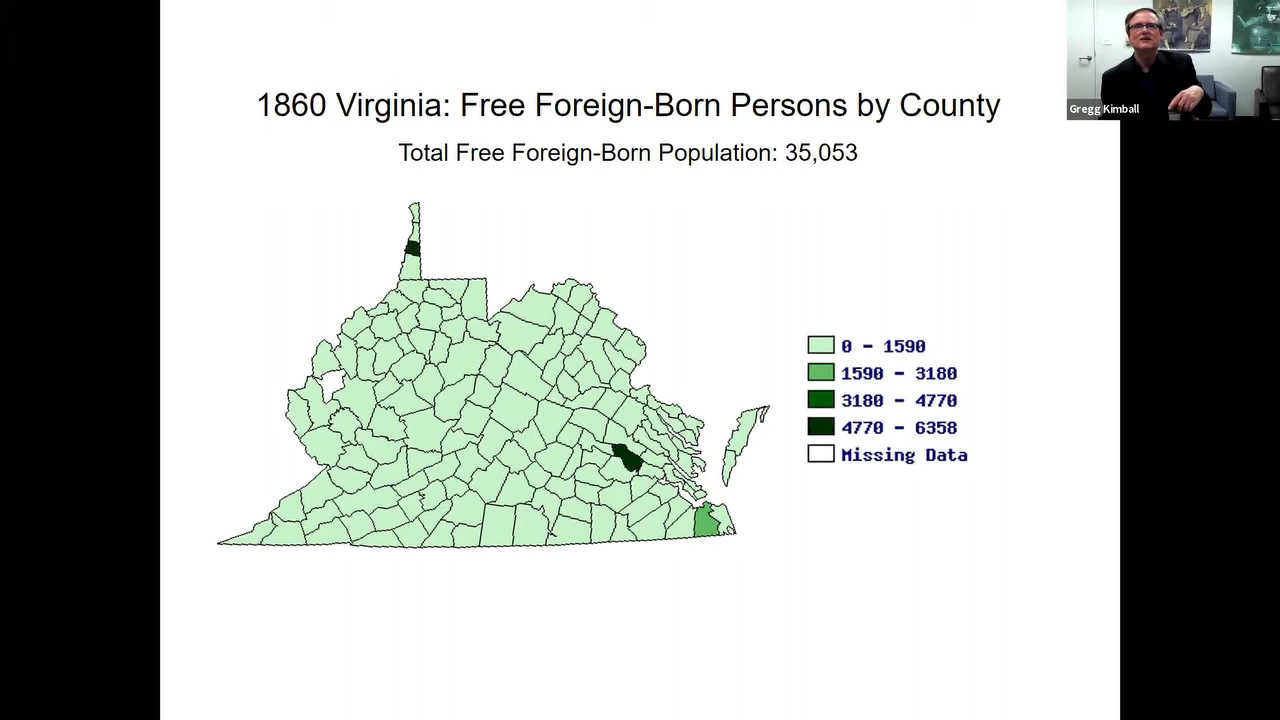 1860 Virginia: Free Foreign-Born Persons by County
Total Free Foreign-Born Population: 35,053
Gregg Kimball
0 - 1590
1590 - 3180
3180 - 4770
4770 - 6358
Missing Data